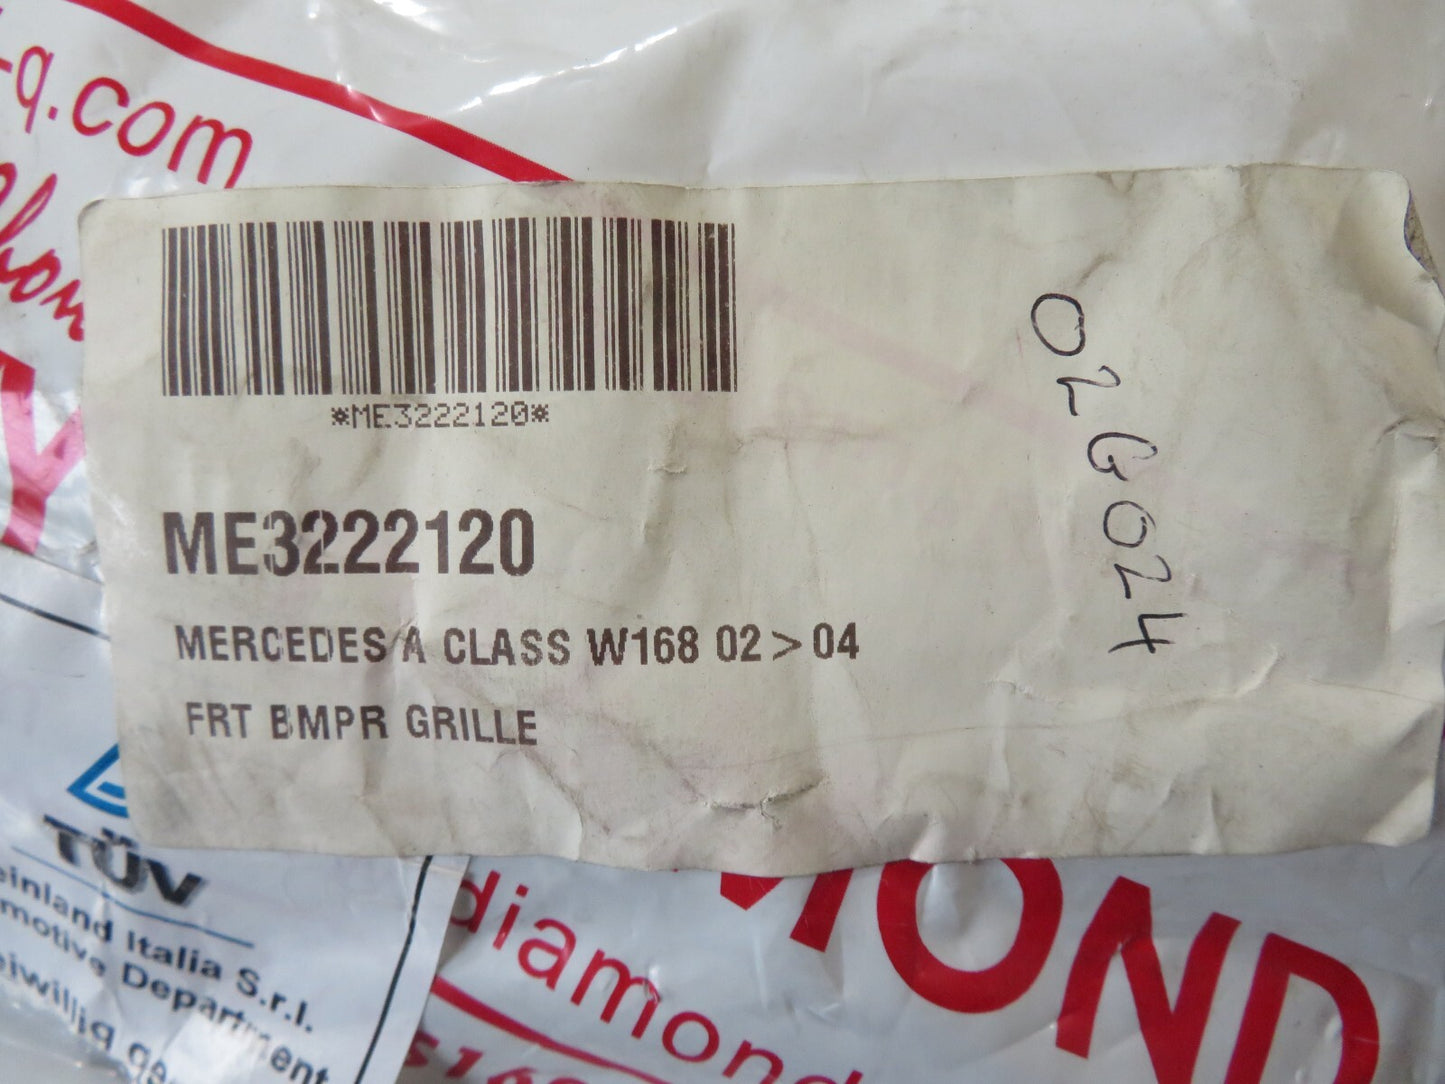 -q.com
*ME3222120*
ME3222120
MERCEDES A CLASS W168 02>04
FRT BMPR GRILLE
02G024
TÜV
einland Italia S.r.l.
motive Department
diamond
MOND